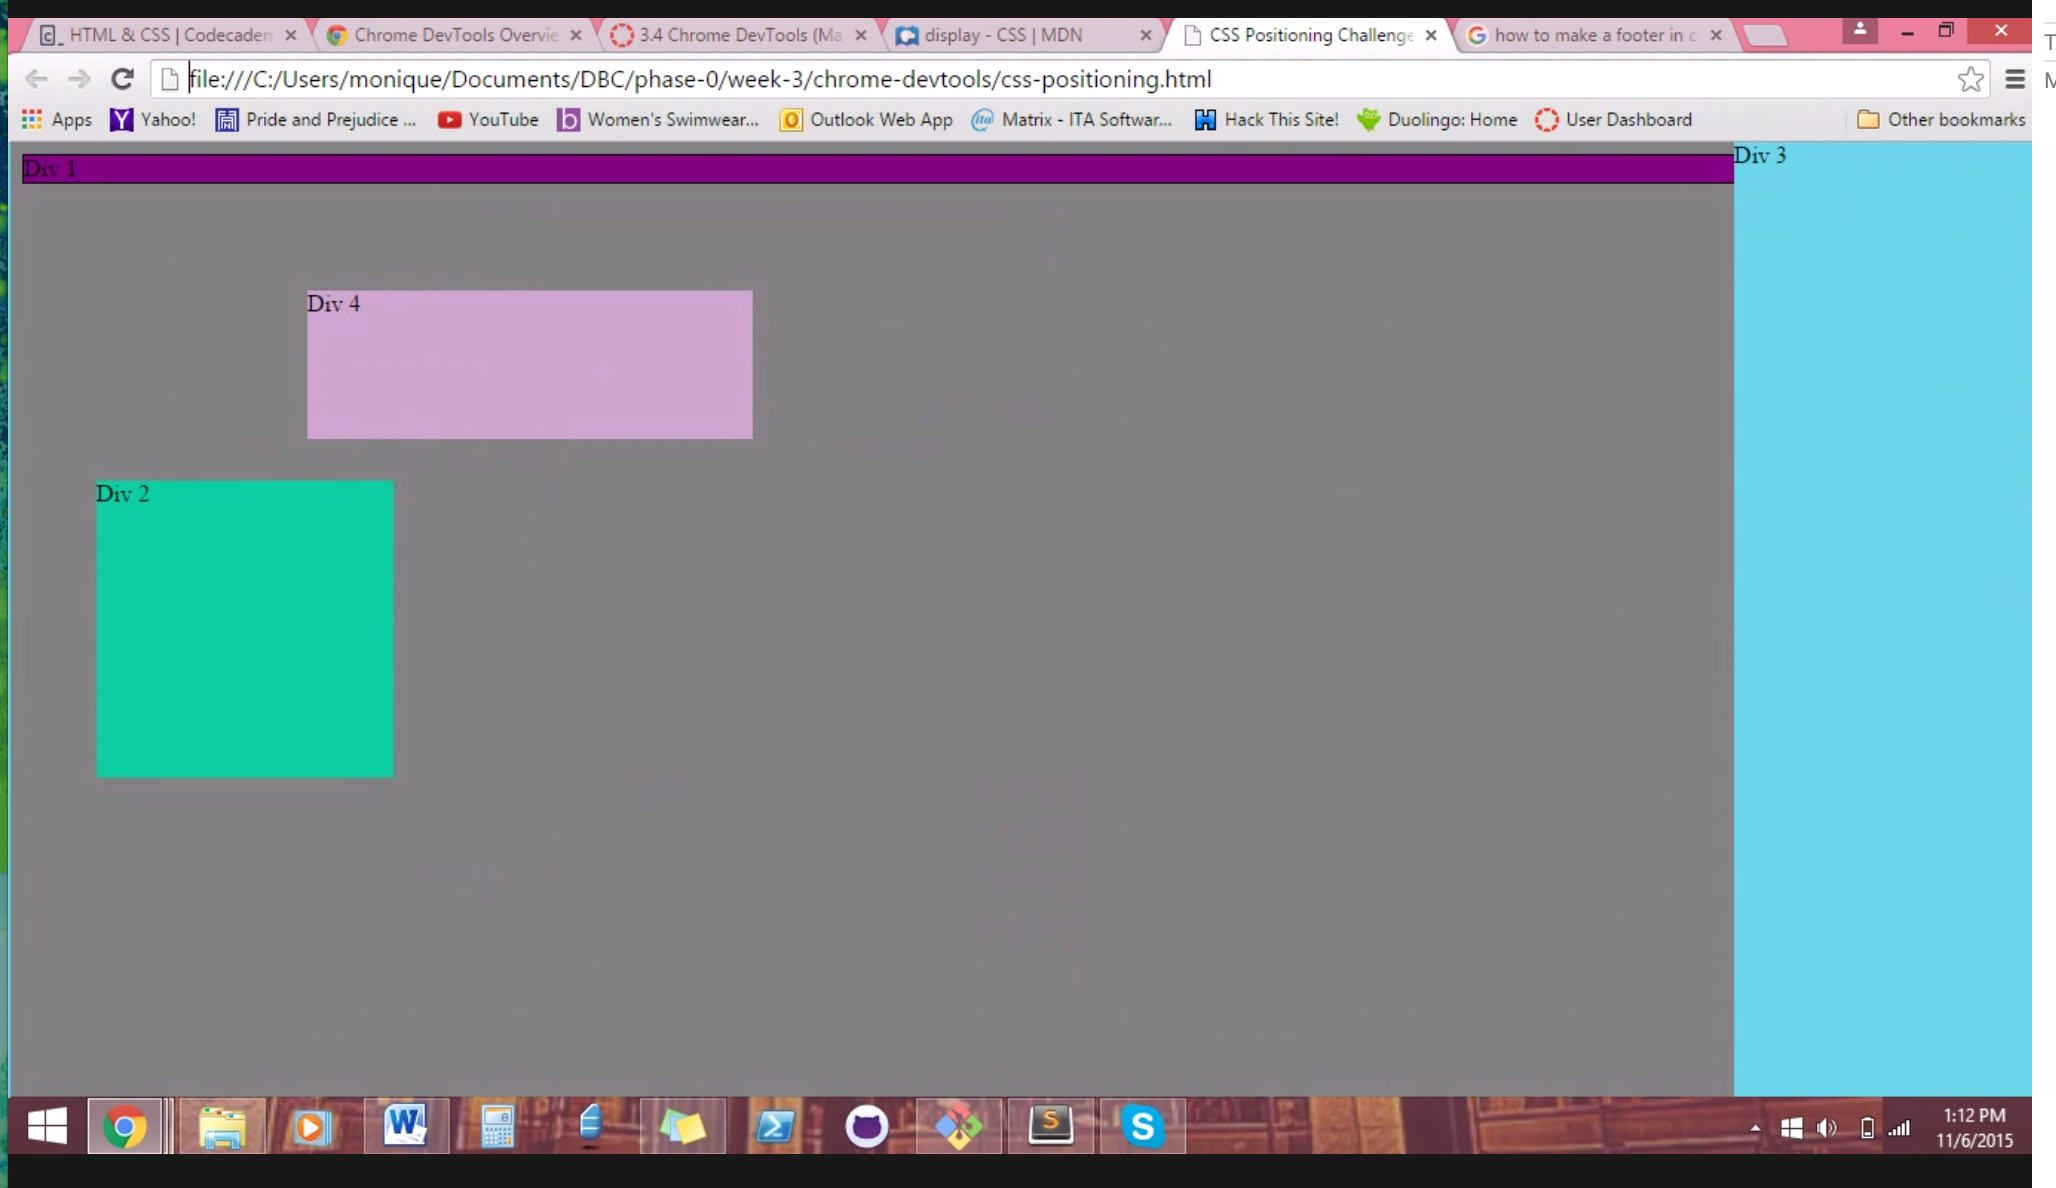 HTML & CSS | Codecadem
Chrome DevTools Overvie
3.4 Chrome DevTools (Ma
display - CSS | MDN
CSS Positioning Challenge
how to make a footer in c
file:///C:/Users/monique/Documents/DBC/phase-0/week-3/chrome-devtools/css-positioning.html
Apps Yahoo! Pride and Prejudice ... YouTube Women's Swimwear... Outlook Web App Matrix - ITA Softwar... Hack This Site! Duolingo: Home User Dashboard Other bookmarks
Div 1
Div 3
Div 4
Div 2
1:12 PM
11/6/2015